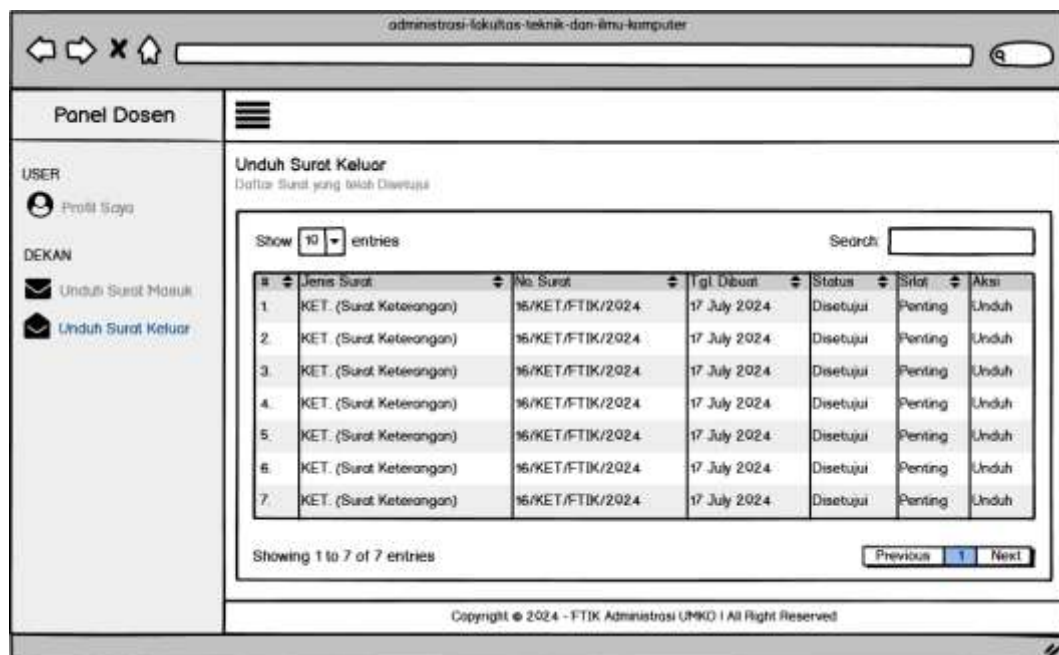 administrasi-fakultas-teknik-dan-ilmu-komputer
Panel Dosen
USER
Profil Saya
DEKAN
Unduh Surat Masuk
Unduh Surat Keluar
Unduh Surat Keluar
Daftar Surat yang telah Disetujui
Show 10 entries Search:
# Jenis Surat No. Surat Tgl. Dibuat Status Sifat Aksi
1. KET. (Surat Keterangan) 16/KET/FTIK/2024 17 July 2024 Disetujui Penting Unduh
2. KET. (Surat Keterangan) 16/KET/FTIK/2024 17 July 2024 Disetujui Penting Unduh
3. KET. (Surat Keterangan) 16/KET/FTIK/2024 17 July 2024 Disetujui Penting Unduh
4. KET. (Surat Keterangan) 16/KET/FTIK/2024 17 July 2024 Disetujui Penting Unduh
5. KET. (Surat Keterangan) 16/KET/FTIK/2024 17 July 2024 Disetujui Penting Unduh
6. KET. (Surat Keterangan) 16/KET/FTIK/2024 17 July 2024 Disetujui Penting Unduh
7. KET. (Surat Keterangan) 16/KET/FTIK/2024 17 July 2024 Disetujui Penting Unduh
Showing 1 to 7 of 7 entries Previous 1 Next
Copyright © 2024 - FTIK Administrasi UMKO | All Right Reserved